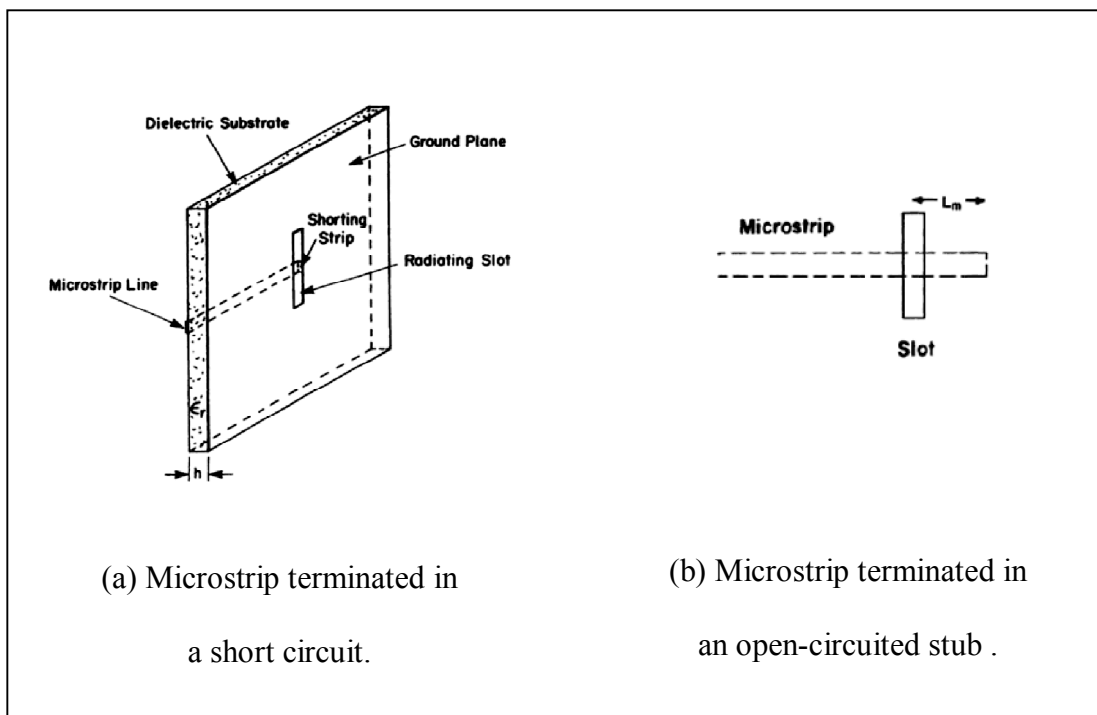 Dielectric Substrate
Ground Plane
Shorting
Strip
Radiating Slot
Microstrip Line
εr
h
Lm
Microstrip
Slot
(a) Microstrip terminated in
a short circuit.
(b) Microstrip terminated in
an open-circuited stub .